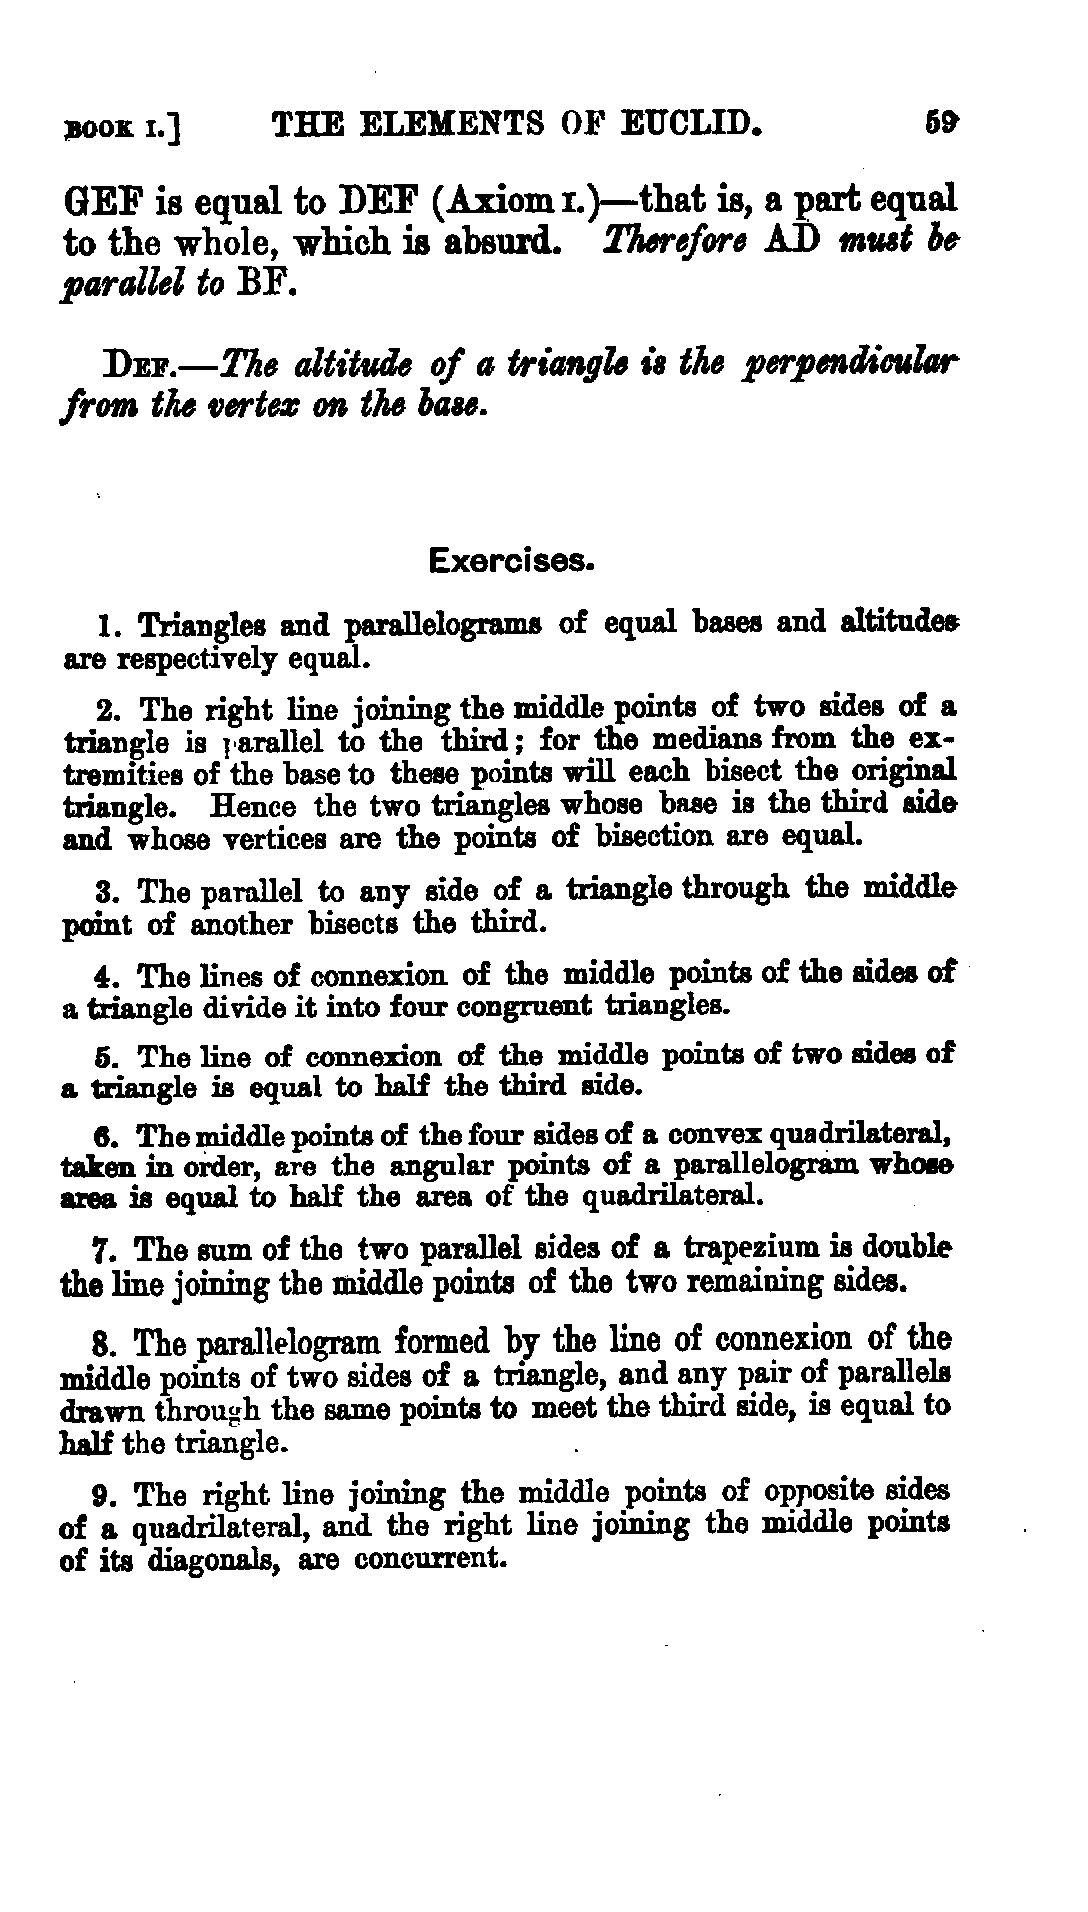 BOOK I.] THE ELEMENTS OF EUCLID. 59
GEF is equal to DEF (Axiom I.)—that is, a part equal
to the whole, which is absurd. Therefore AD must be
parallel to BF.
DEF.—The altitude of a triangle is the perpendicular
from the vertex on the base.
Exercises.
1. Triangles and parallelograms of equal bases and altitudes
are respectively equal.
2. The right line joining the middle points of two sides of a
triangle is parallel to the third; for the medians from the ex-
tremities of the base to these points will each bisect the original
triangle. Hence the two triangles whose base is the third side
and whose vertices are the points of bisection are equal.
3. The parallel to any side of a triangle through the middle
point of another bisects the third.
4. The lines of connexion of the middle points of the sides of
a triangle divide it into four congruent triangles.
5. The line of connexion of the middle points of two sides of
a triangle is equal to half the third side.
6. The middle points of the four sides of a convex quadrilateral,
taken in order, are the angular points of a parallelogram whose
area is equal to half the area of the quadrilateral.
7. The sum of the two parallel sides of a trapezium is double
the line joining the middle points of the two remaining sides.
8. The parallelogram formed by the line of connexion of the
middle points of two sides of a triangle, and any pair of parallels
drawn through the same points to meet the third side, is equal to
half the triangle.
9. The right line joining the middle points of opposite sides
of a quadrilateral, and the right line joining the middle points
of its diagonals, are concurrent.